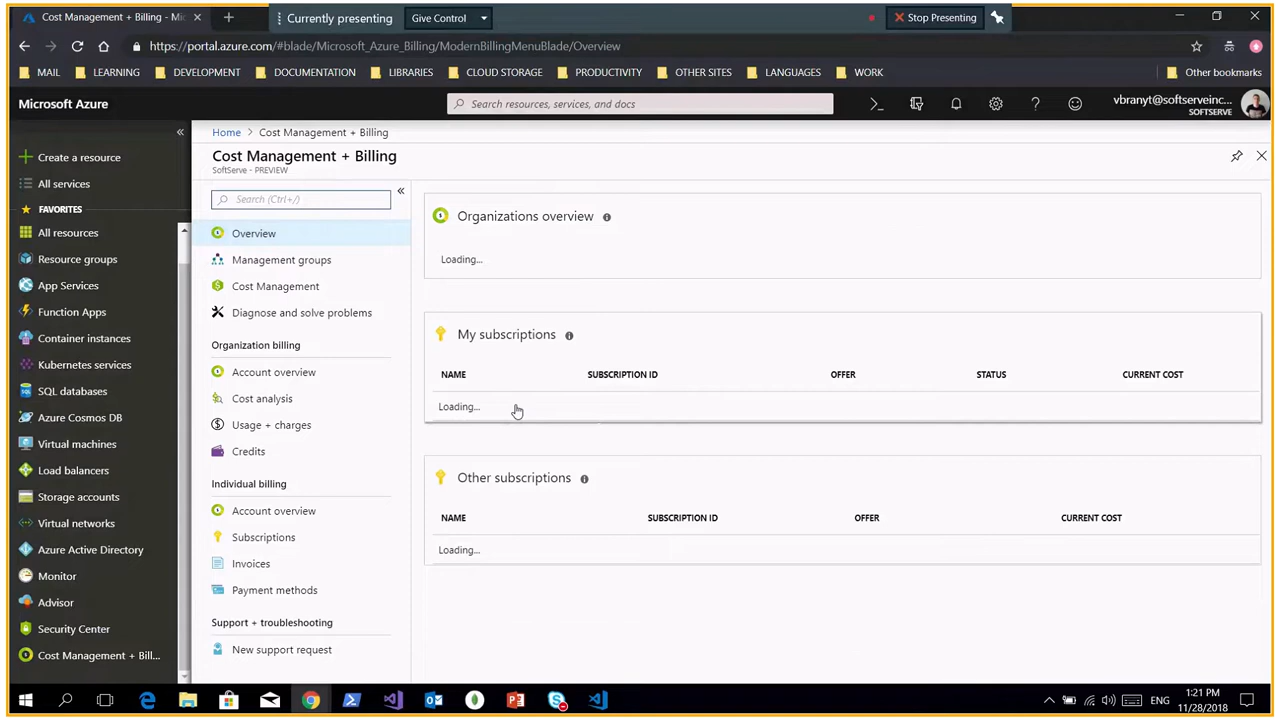 Cost Management + Billing - Mic
Currently presenting
Give Control
Stop Presenting
https://portal.azure.com/#blade/Microsoft_Azure_Billing/ModernBillingMenuBlade/Overview
MAIL
LEARNING
DEVELOPMENT
DOCUMENTATION
LIBRARIES
CLOUD STORAGE
PRODUCTIVITY
OTHER SITES
LANGUAGES
WORK
Other bookmarks
Microsoft Azure
Search resources, services, and docs
vbranyt@softserveinc...
SOFTSERVE
Create a resource
All services
FAVORITES
All resources
Resource groups
App Services
Function Apps
Container instances
Kubernetes services
SQL databases
Azure Cosmos DB
Virtual machines
Load balancers
Storage accounts
Virtual networks
Azure Active Directory
Monitor
Advisor
Security Center
Cost Management + Bill...
Home > Cost Management + Billing
Cost Management + Billing
SoftServe - PREVIEW
Search (Ctrl+/)
Overview
Management groups
Cost Management
Diagnose and solve problems
Organization billing
Account overview
Cost analysis
Usage + charges
Credits
Individual billing
Account overview
Subscriptions
Invoices
Payment methods
Support + troubleshooting
New support request
Organizations overview
Loading...
My subscriptions
NAME SUBSCRIPTION ID OFFER STATUS CURRENT COST
Loading...
Other subscriptions
NAME SUBSCRIPTION ID OFFER CURRENT COST
Loading...
ENG
1:21 PM
11/28/2018